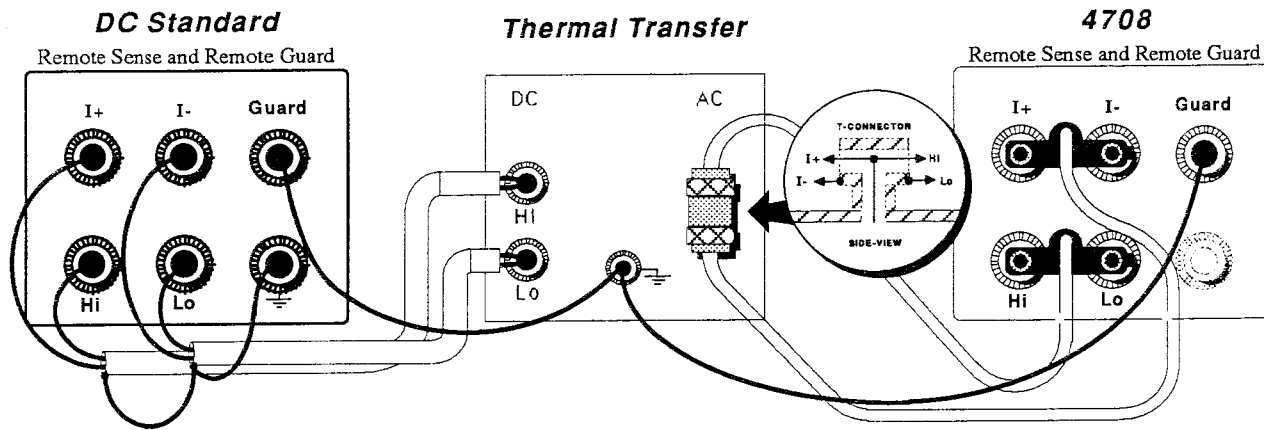 DC Standard
Remote Sense and Remote Guard
I+ I- Guard
Hi Lo
Thermal Transfer
DC AC
HI
Lo
T-CONNECTOR
I+ HI
I- Lo
SIDE-VIEW
4708
Remote Sense and Remote Guard
I+ I- Guard
Hi Lo